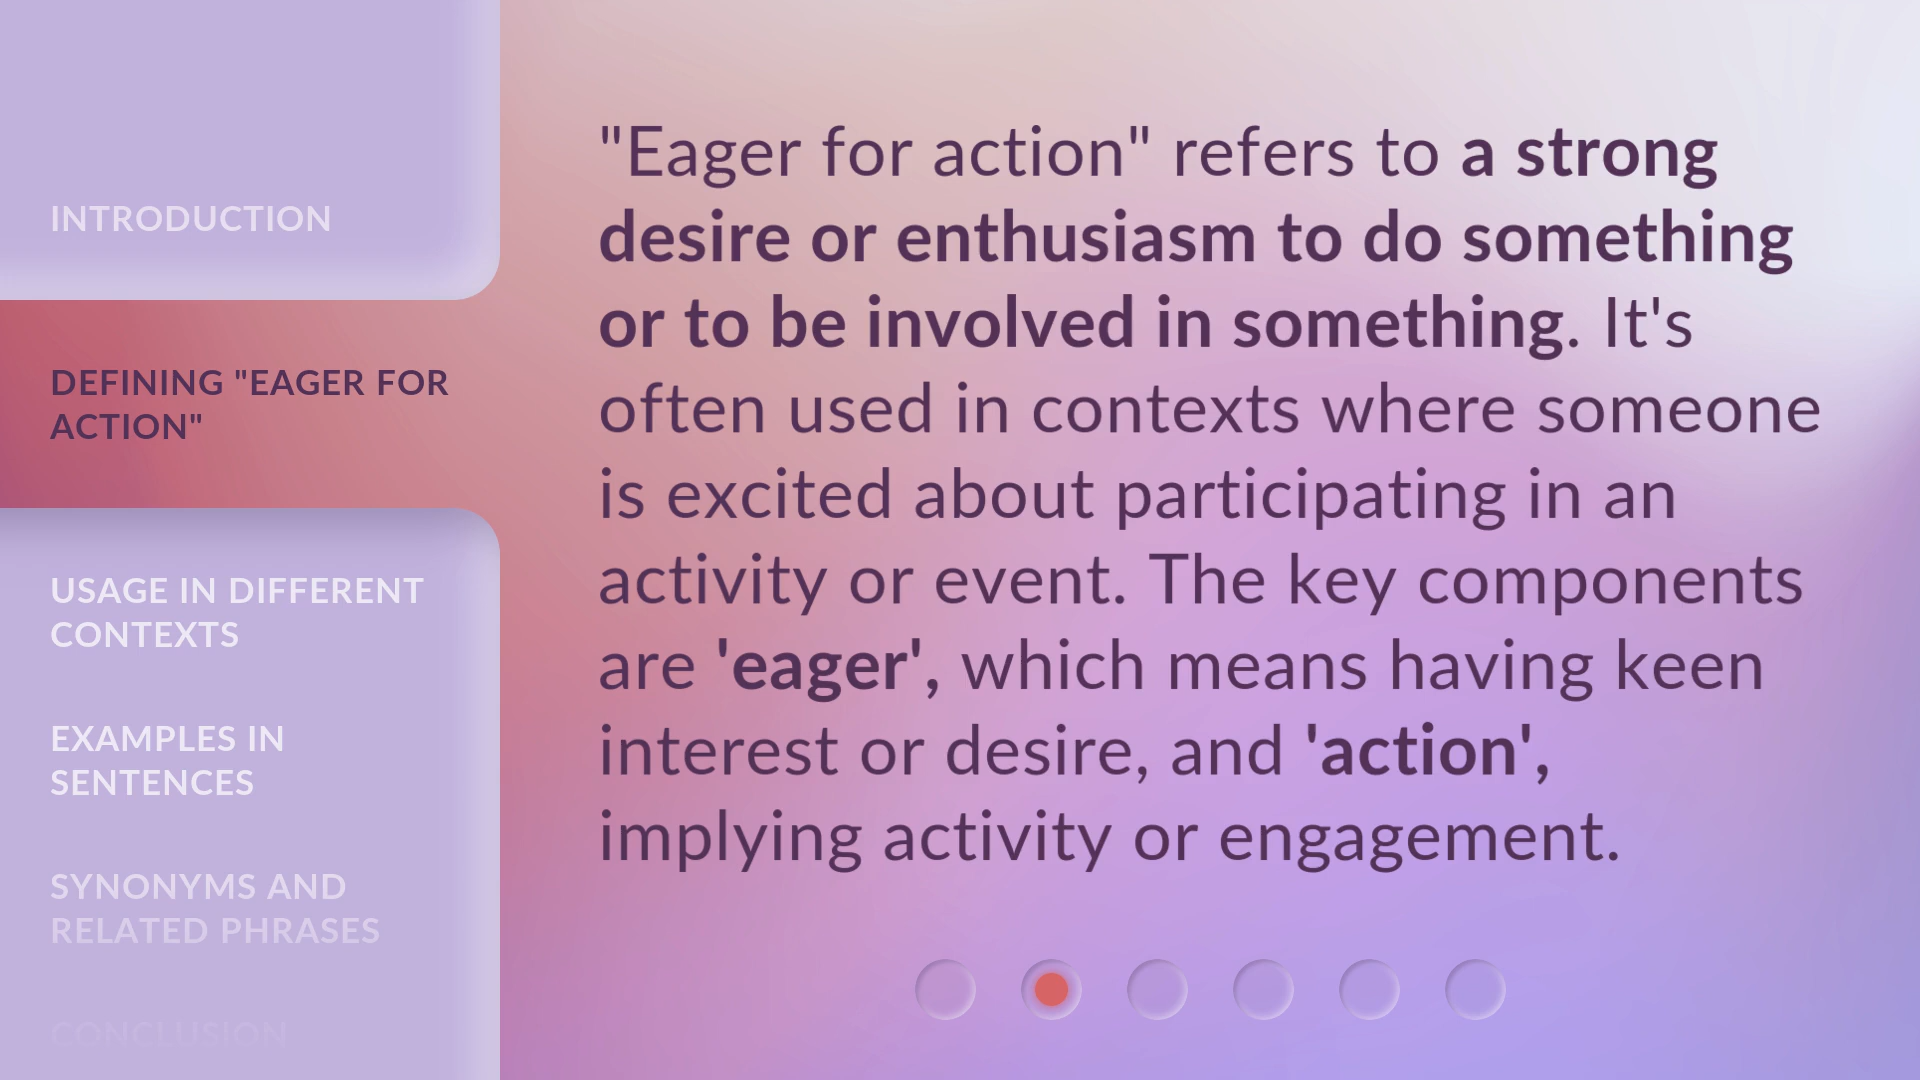 INTRODUCTION
DEFINING "EAGER FOR
ACTION"
USAGE IN DIFFERENT
CONTEXTS
EXAMPLES IN
SENTENCES
SYNONYMS AND
RELATED PHRASES
CONCLUSION
"Eager for action" refers to a strong
desire or enthusiasm to do something
or to be involved in something. It's
often used in contexts where someone
is excited about participating in an
activity or event. The key components
are 'eager', which means having keen
interest or desire, and 'action',
implying activity or engagement.